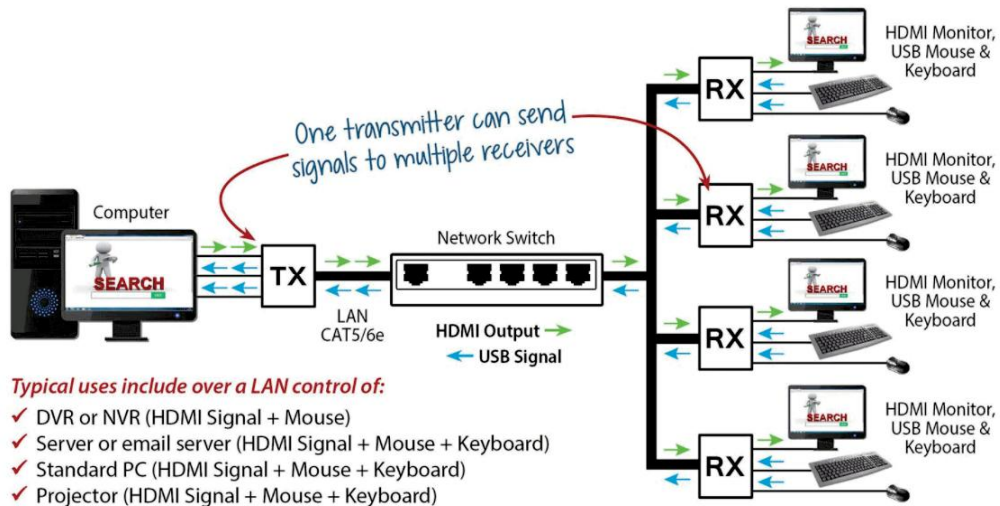 Computer
SEARCH
One transmitter can send
signals to multiple receivers
TX
LAN
CAT5/6e
Network Switch
HDMI Output
USB Signal
RX
SEARCH
HDMI Monitor,
USB Mouse &
Keyboard
RX
SEARCH
HDMI Monitor,
USB Mouse &
Keyboard
RX
SEARCH
HDMI Monitor,
USB Mouse &
Keyboard
RX
SEARCH
HDMI Monitor,
USB Mouse &
Keyboard
Typical uses include over a LAN control of:
✓ DVR or NVR (HDMI Signal + Mouse)
✓ Server or email server (HDMI Signal + Mouse + Keyboard)
✓ Standard PC (HDMI Signal + Mouse + Keyboard)
✓ Projector (HDMI Signal + Mouse + Keyboard)